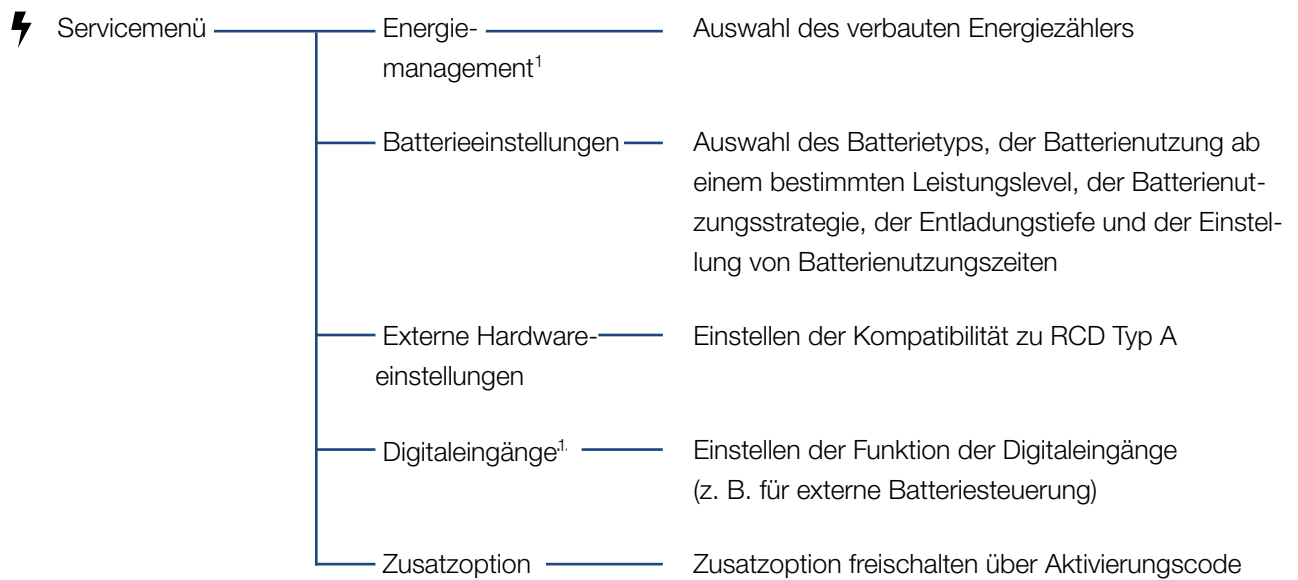 Servicemenü Energie- Auswahl des verbauten Energiezählers
management¹
Batterieeinstellungen Auswahl des Batterietyps, der Batterienutzung ab
einem bestimmten Leistungslevel, der Batterienut-
zungsstrategie, der Entladungstiefe und der Einstel-
lung von Batterienutzungszeiten
Externe Hardware- Einstellen der Kompatibilität zu RCD Typ A
einstellungen
Digitaleingänge¹ Einstellen der Funktion der Digitaleingänge
(z. B. für externe Batteriesteuerung)
Zusatzoption Zusatzoption freischalten über Aktivierungscode